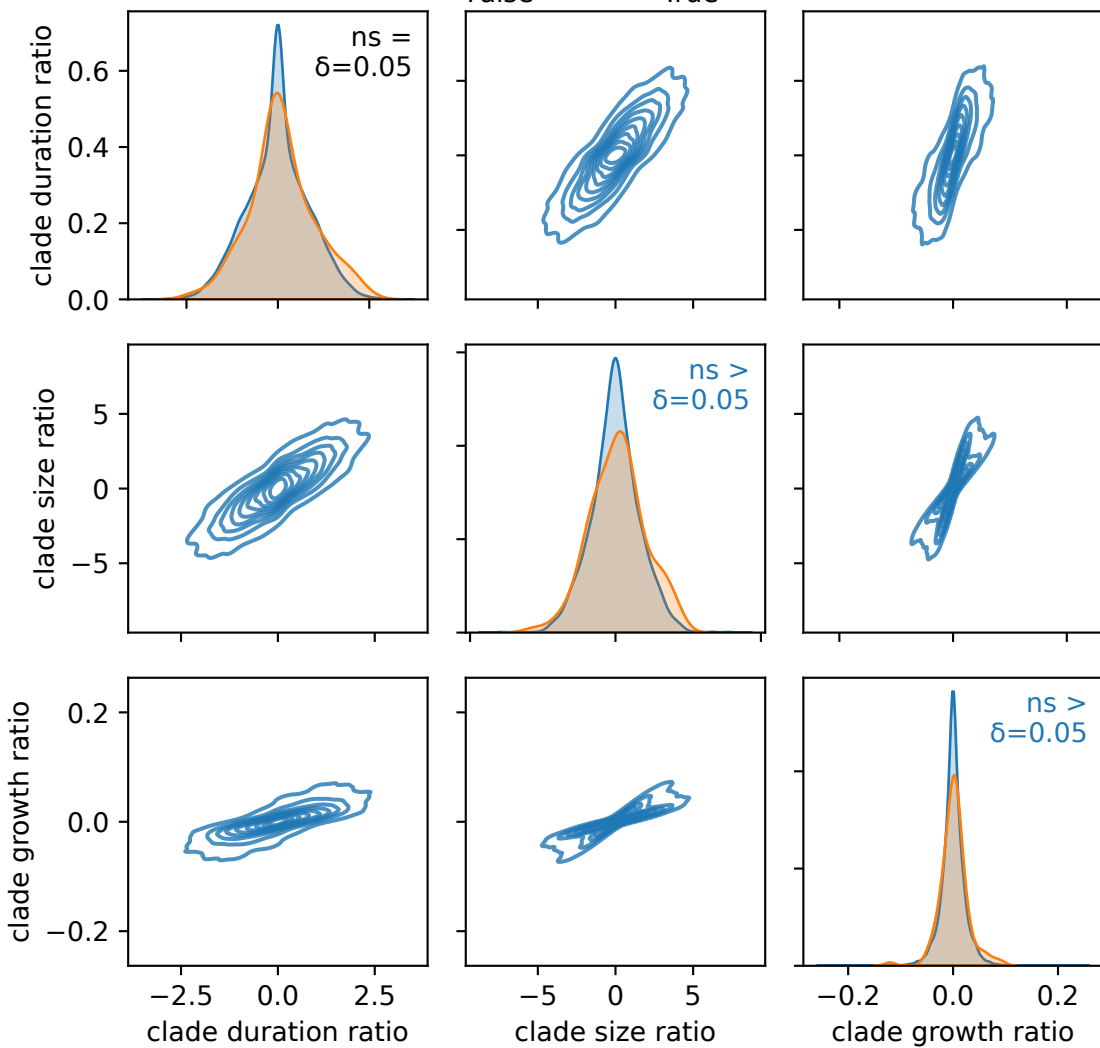 clade duration ratio
0.6
0.4
0.2
0.0
ns =
δ=0.05
clade size ratio
5
0
−5
ns >
δ=0.05
clade growth ratio
0.2
0.0
−0.2
ns >
δ=0.05
−2.5 0.0 2.5
−5 0 5
−0.2 0.0 0.2
clade duration ratio
clade size ratio
clade growth ratio